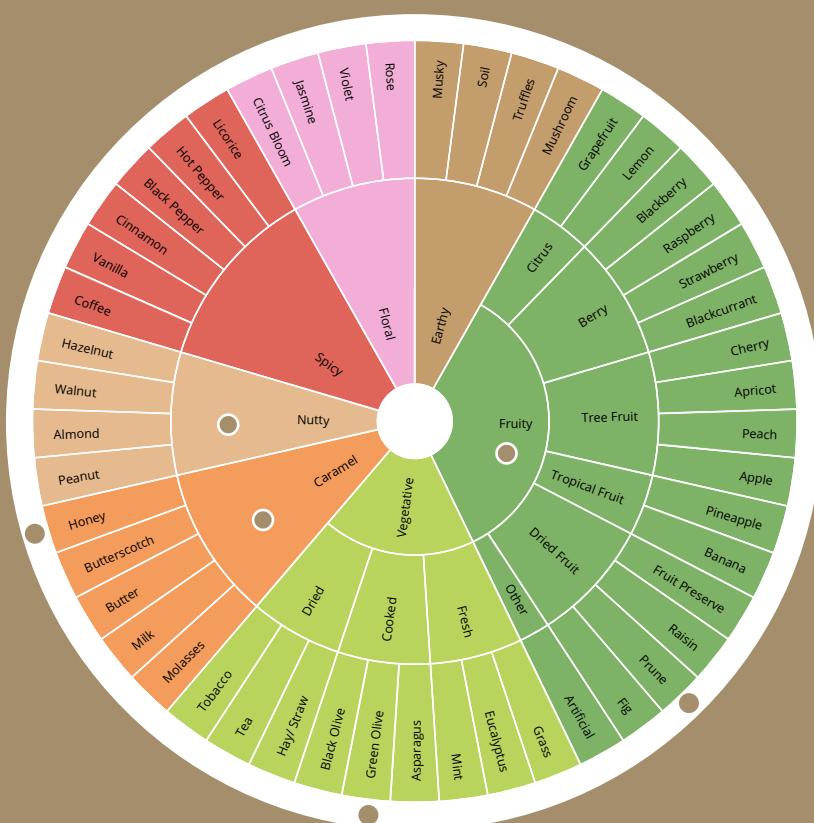 Musky
Soil
Truffles
Mushroom
Grapefruit
Lemon
Blackberry
Raspberry
Strawberry
Blackcurrant
Cherry
Apricot
Peach
Apple
Pineapple
Banana
Fruit Preserve
Raisin
Prune
Fig
Artificial
Grass
Eucalyptus
Mint
Asparagus
Green Olive
Black Olive
Hay/ Straw
Tea
Tobacco
Molasses
Milk
Butter
Butterscotch
Honey
Peanut
Almond
Walnut
Hazelnut
Coffee
Vanilla
Cinnamon
Black Pepper
Hot Pepper
Licorice
Citrus Bloom
Jasmine
Violet
Rose
Citrus
Berry
Tree Fruit
Tropical Fruit
Dried Fruit
Other
Fresh
Cooked
Dried
Earthy
Fruity
Vegetative
Caramel
Nutty
Spicy
Floral